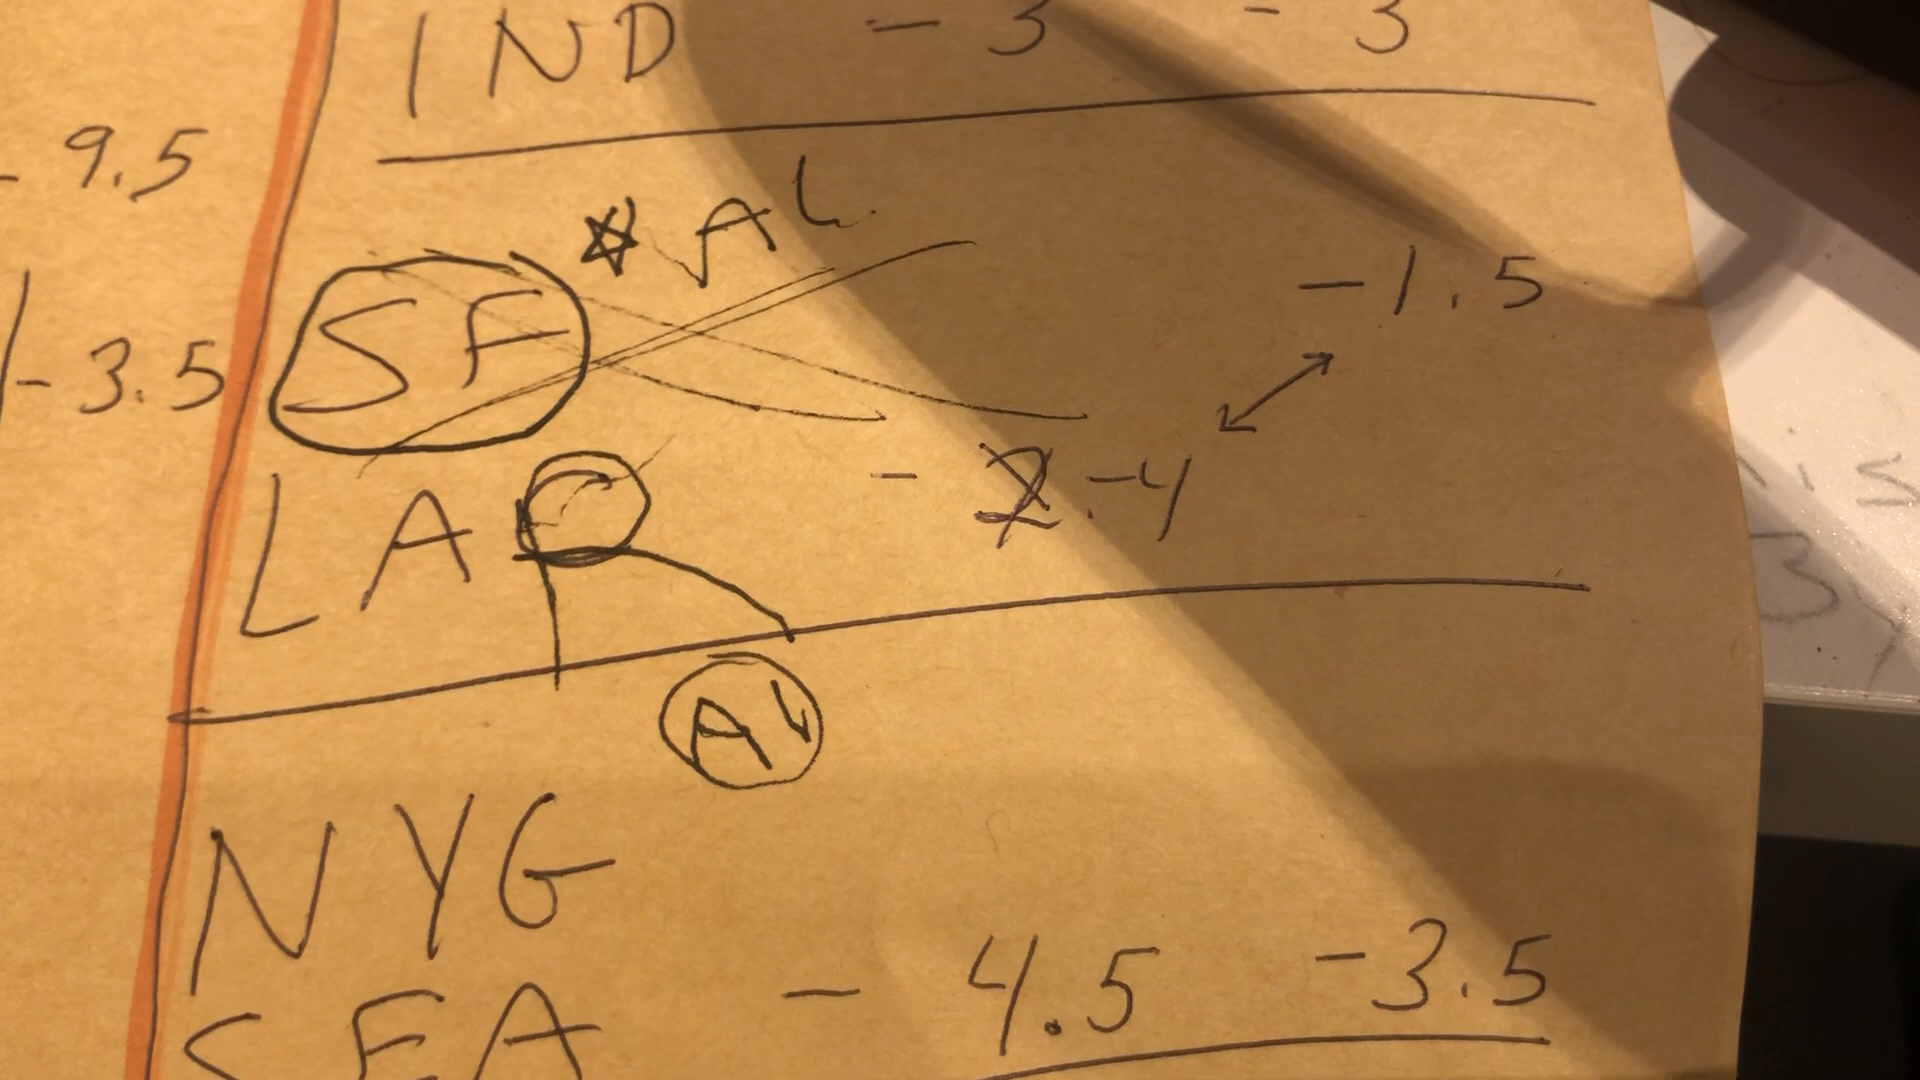 IND - 3 - 3
- 9.5
* AL
SF -1.5
- 3.5
LA - 2.-4
AL
NYG
SEA - 4.5 -3.5